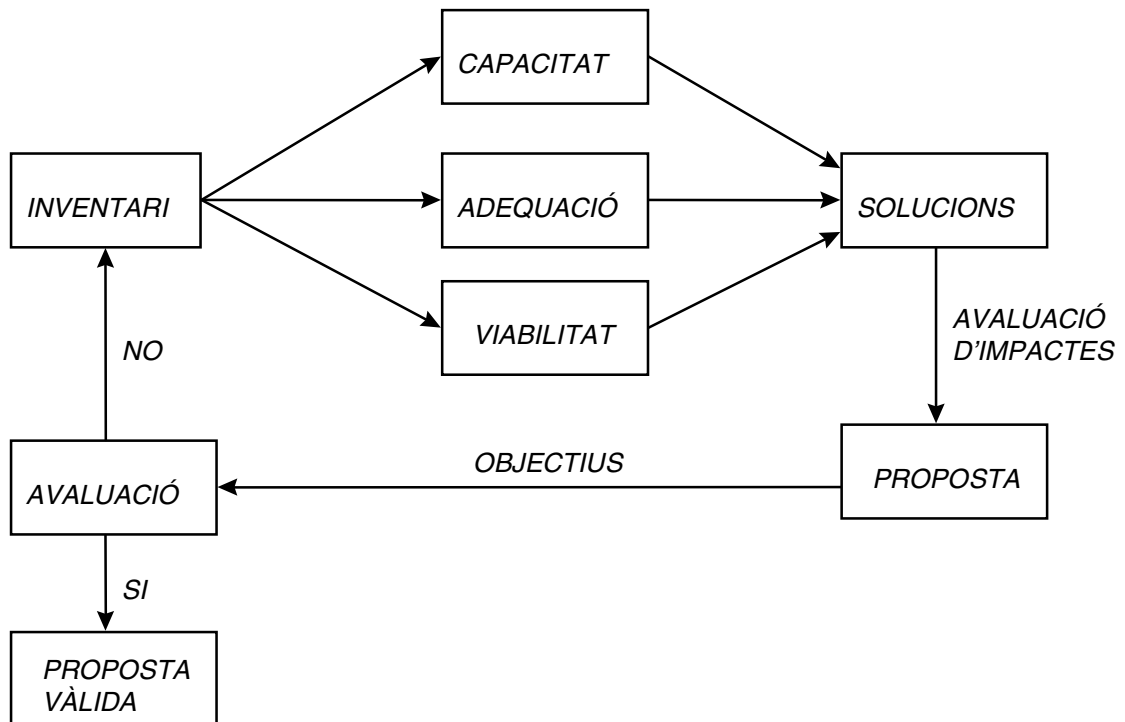 CAPACITAT
INVENTARI
ADEQUACIÓ
SOLUCIONS
VIABILITAT
AVALUACIÓ
D'IMPACTES
NO
OBJECTIUS
PROPOSTA
AVALUACIÓ
SI
PROPOSTA
VÀLIDA